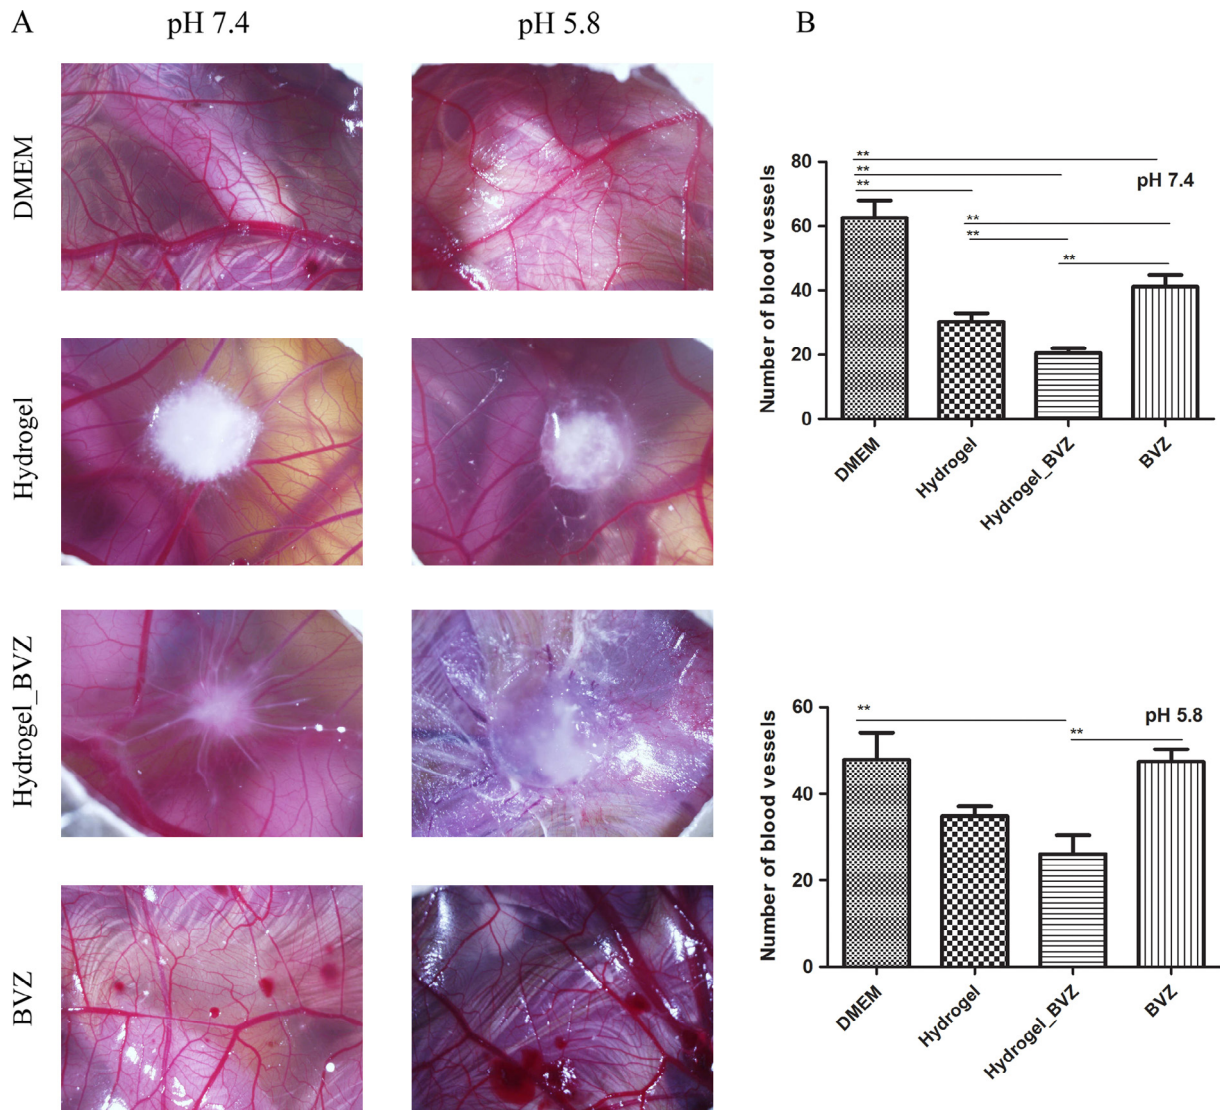 A
pH 7.4
pH 5.8
DMEM
Hydrogel
Hydrogel_BVZ
BVZ
B
pH 7.4
Number of blood vessels
80
60
40
20
0
**
**
**
**
**
**
DMEM
Hydrogel
Hydrogel_BVZ
BVZ
pH 5.8
Number of blood vessels
60
40
20
0
**
**
DMEM
Hydrogel
Hydrogel_BVZ
BVZ